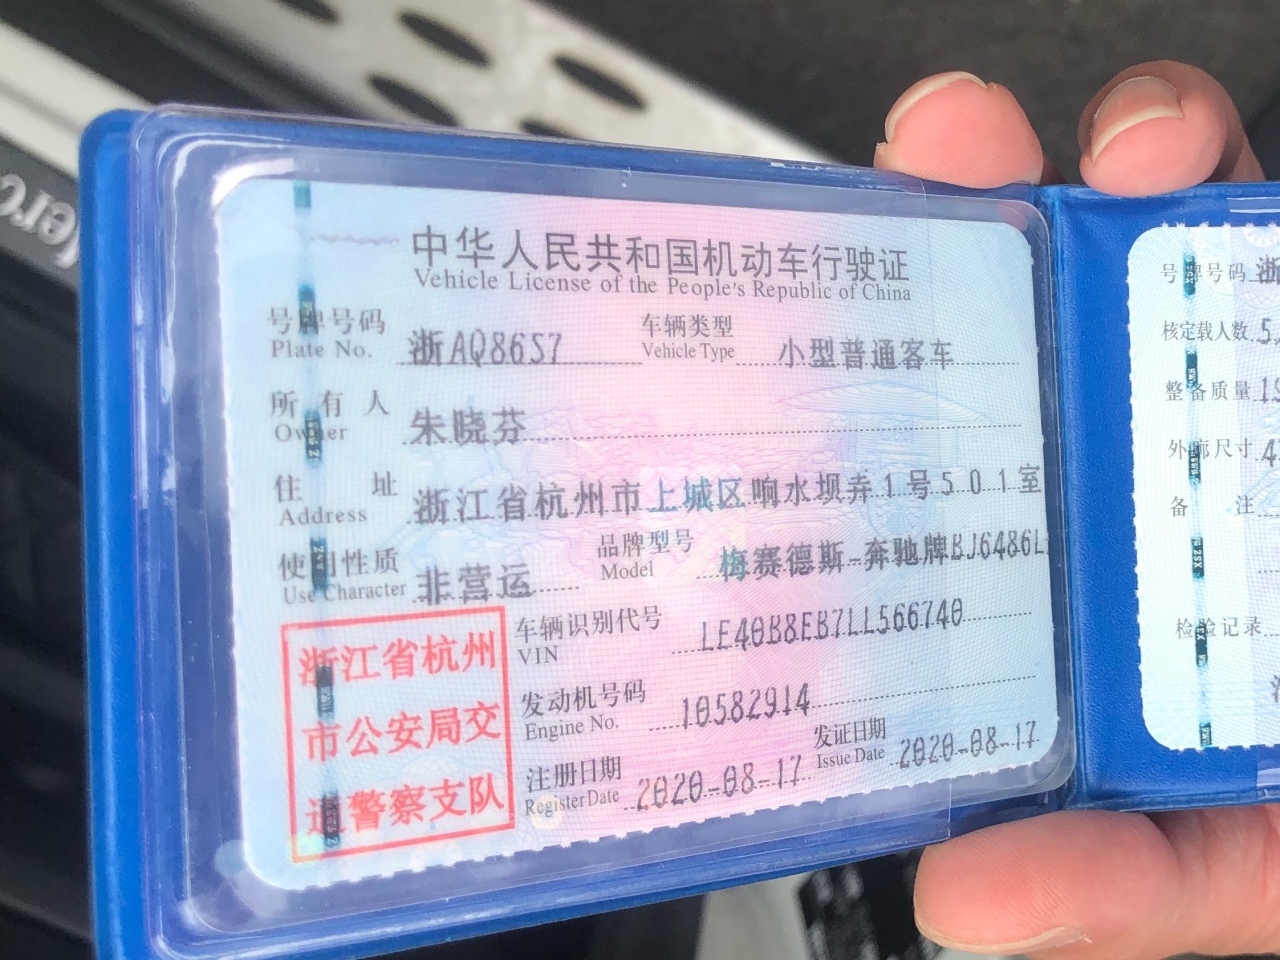 中华人民共和国机动车行驶证
Vehicle License of the People's Republic of China
号牌号码 浙AQ8657 车辆类型 小型普通客车
Plate No. Vehicle Type
所有人 朱晓芬
Owner
住址 浙江省杭州市上城区响水坝弄1号501室
Address
使用性质 非营运 品牌型号 梅赛德斯-奔驰牌BJ6486L
Use Character Model
车辆识别代号 LE40B8EB7LL566740
VIN
发动机号码 10582914
Engine No.
注册日期 2020-08-17 发证日期 2020-08-17
Register Date Issue Date
浙江省杭州
市公安局交
通警察支队
号牌号码 浙
核定载人数 5
整备质量 19
外廓尺寸 4
备注
检验记录